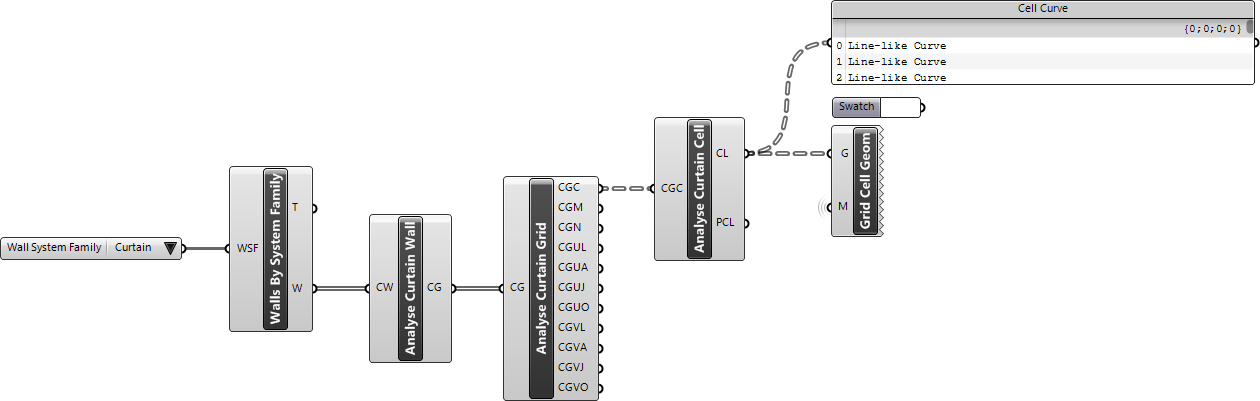 Wall System Family Curtain
WSF
Walls By System Family
T
W
CW
Analyse Curtain Wall
CG
CG
Analyse Curtain Grid
CGC
CGM
CGN
CGUL
CGUA
CGUJ
CGUO
CGVL
CGVA
CGVJ
CGVO
CGC
Analyse Curtain Cell
CL
PCL
Cell Curve
{0;0;0;0}
0 Line-like Curve
1 Line-like Curve
2 Line-like Curve
Swatch
G
M
Grid Cell Geom